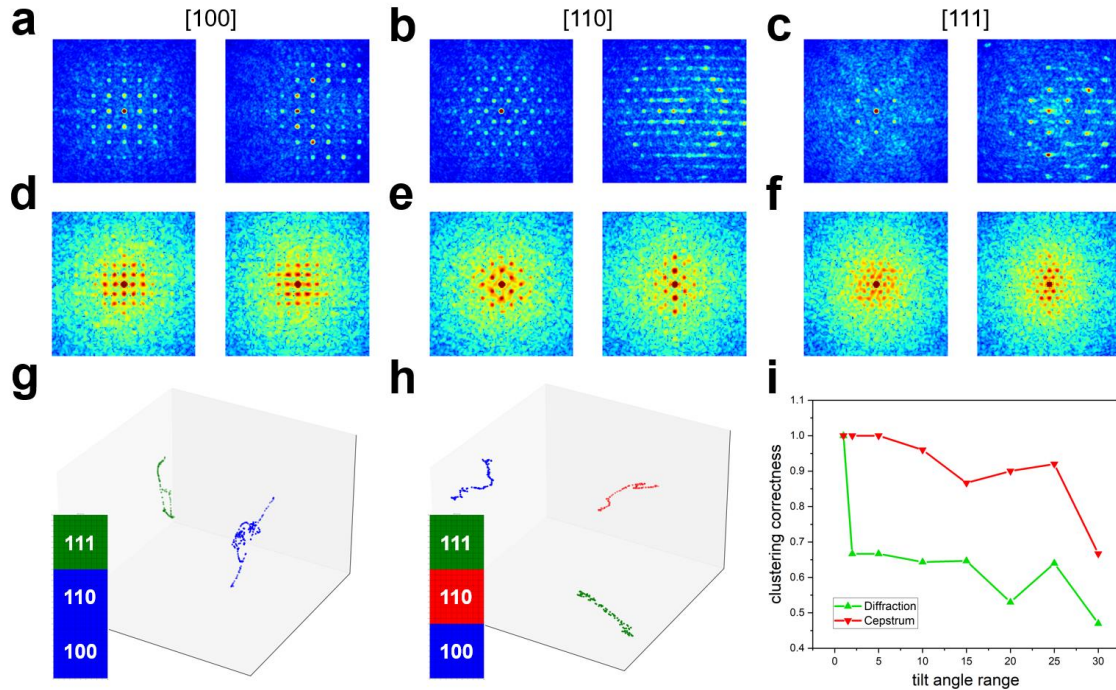 [100]
[110]
[111]
a
b
c
d
e
f
g
h
i
111
110
100
111
110
100
1.1
1.0
0.9
0.8
0.7
0.6
0.5
0.4
clustering correctness
Diffraction
Cepstrum
0 5 10 15 20 25 30
tilt angle range